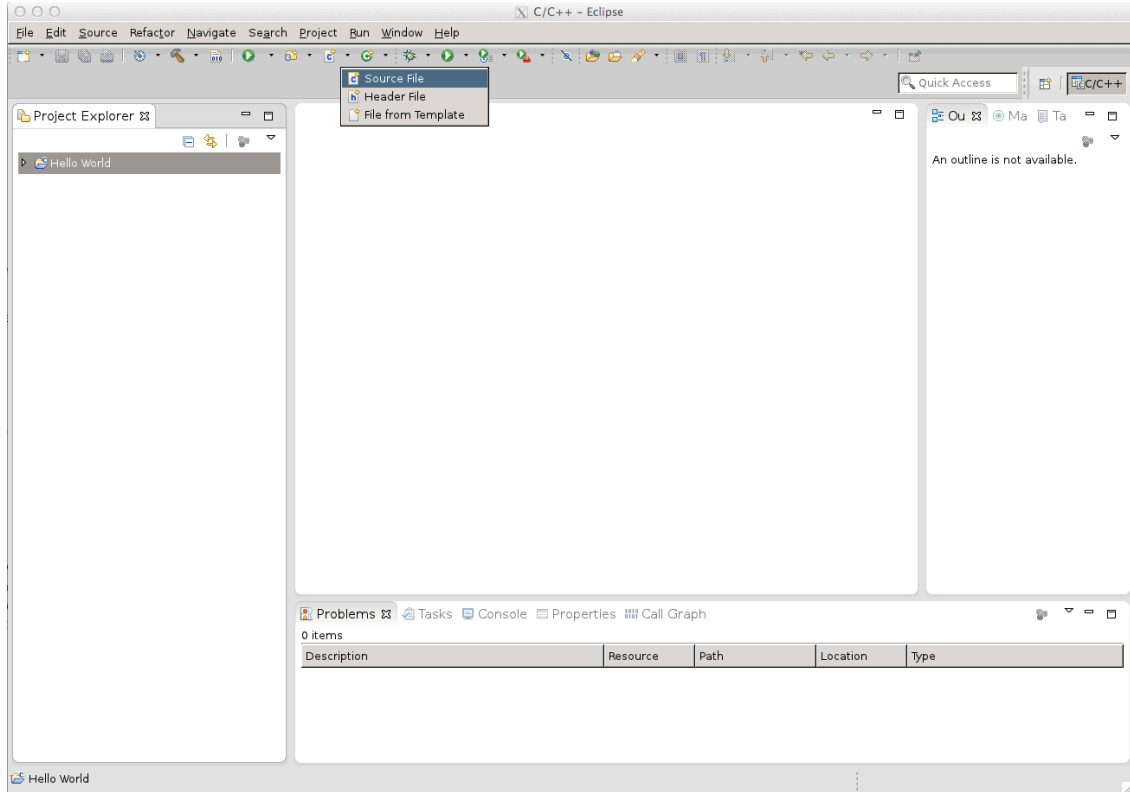 C/C++ – Eclipse
File Edit Source Refactor Navigate Search Project Run Window Help
Source File
Header File
File from Template
Quick Access
C/C++
Project Explorer
Ou Ma Ta
Hello World
An outline is not available.
Problems Tasks Console Properties Call Graph
0 items
Description Resource Path Location Type
Hello World